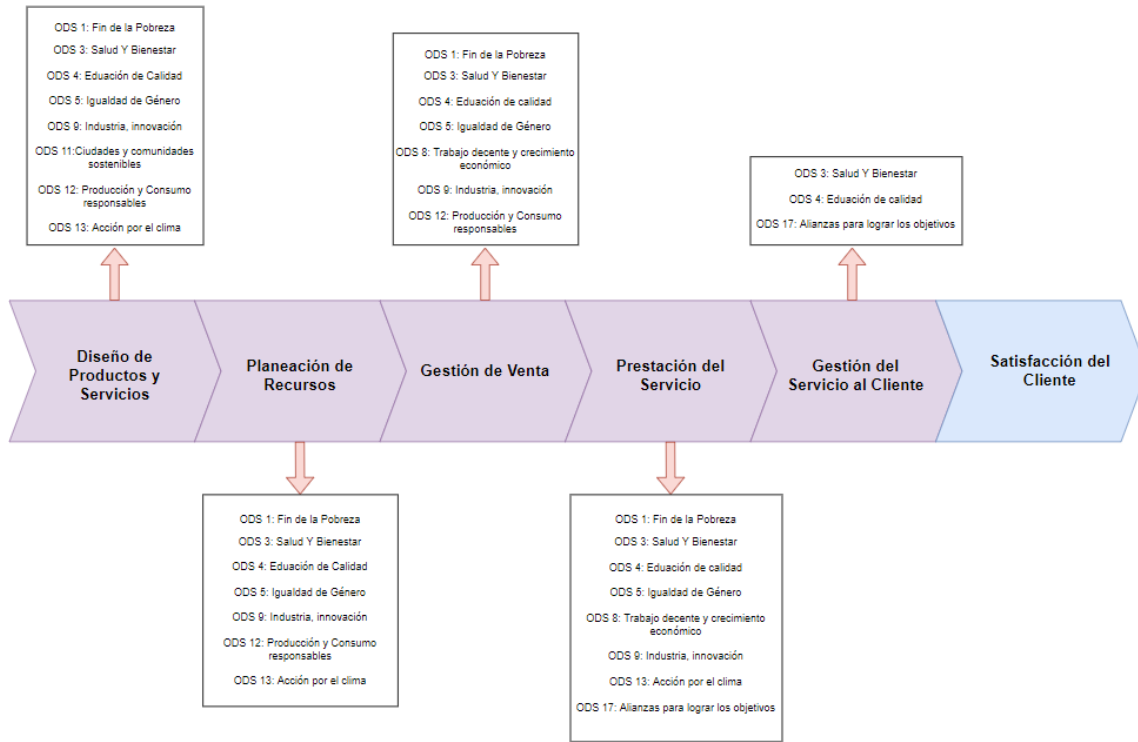 ODS 1: Fin de la Pobreza
ODS 3: Salud Y Bienestar
ODS 4: Eduación de Calidad
ODS 5: Igualdad de Género
ODS 9: Industria, innovación
ODS 11:Ciudades y comunidades
sostenibles
ODS 12: Producción y Consumo
responsables
ODS 13: Acción por el clima
ODS 1: Fin de la Pobreza
ODS 3: Salud Y Bienestar
ODS 4: Eduación de calidad
ODS 5: Igualdad de Género
ODS 8: Trabajo decente y crecimiento
económico
ODS 9: Industria, innovación
ODS 12: Producción y Consumo
responsables
ODS 3: Salud Y Bienestar
ODS 4: Eduación de calidad
ODS 17: Alianzas para lograr los objetivos
Diseño de
Productos y
Servicios
Planeación de
Recursos
Gestión de Venta
Prestación del
Servicio
Gestión del
Servicio al Cliente
Satisfacción del
Cliente
ODS 1: Fin de la Pobreza
ODS 3: Salud Y Bienestar
ODS 4: Eduación de Calidad
ODS 5: Igualdad de Género
ODS 9: Industria, innovación
ODS 12: Producción y Consumo
responsables
ODS 13: Acción por el clima
ODS 1: Fin de la Pobreza
ODS 3: Salud Y Bienestar
ODS 4: Eduación de calidad
ODS 5: Igualdad de Género
ODS 8: Trabajo decente y crecimiento
económico
ODS 9: Industria, innovación
ODS 13: Acción por el clima
ODS 17: Alianzas para lograr los objetivos